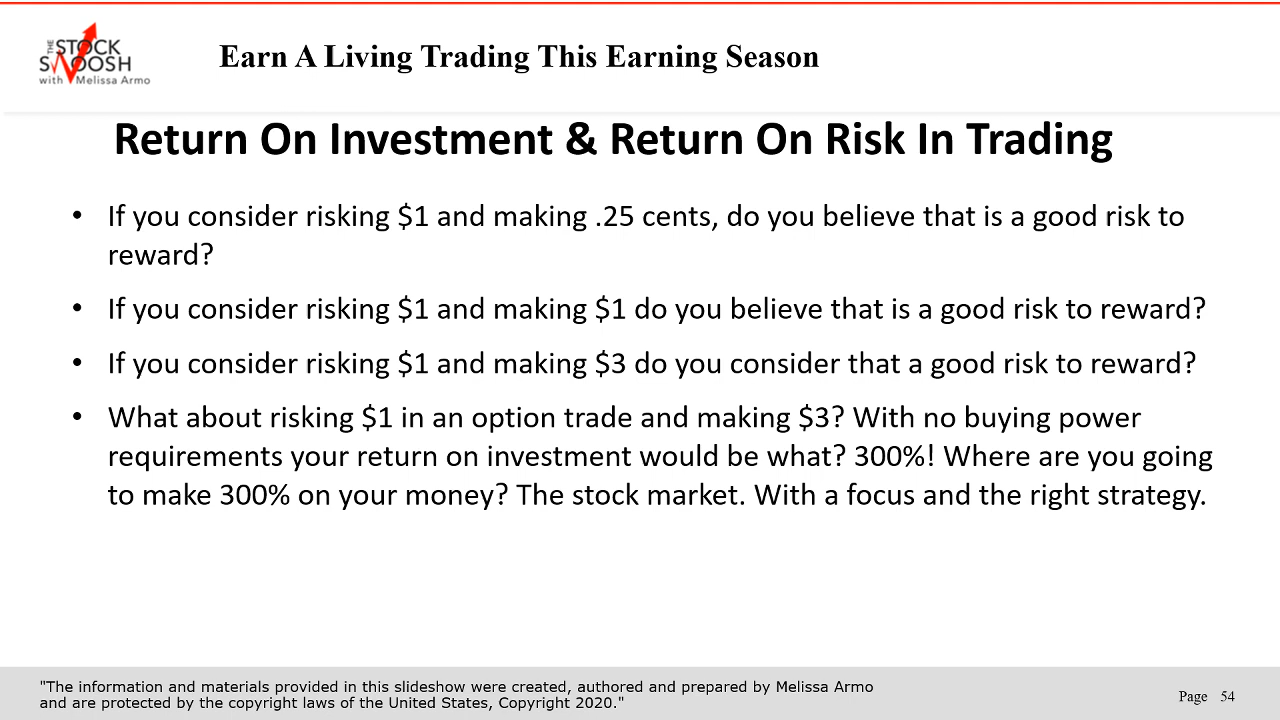 THE
STOCK
SWOOSH
with Melissa Armo
Earn A Living Trading This Earning Season
Return On Investment & Return On Risk In Trading
• If you consider risking $1 and making .25 cents, do you believe that is a good risk to
reward?
• If you consider risking $1 and making $1 do you believe that is a good risk to reward?
• If you consider risking $1 and making $3 do you consider that a good risk to reward?
• What about risking $1 in an option trade and making $3? With no buying power
requirements your return on investment would be what? 300%! Where are you going
to make 300% on your money? The stock market. With a focus and the right strategy.
"The information and materials provided in this slideshow were created, authored and prepared by Melissa Armo
and are protected by the copyright laws of the United States, Copyright 2020."
Page 54